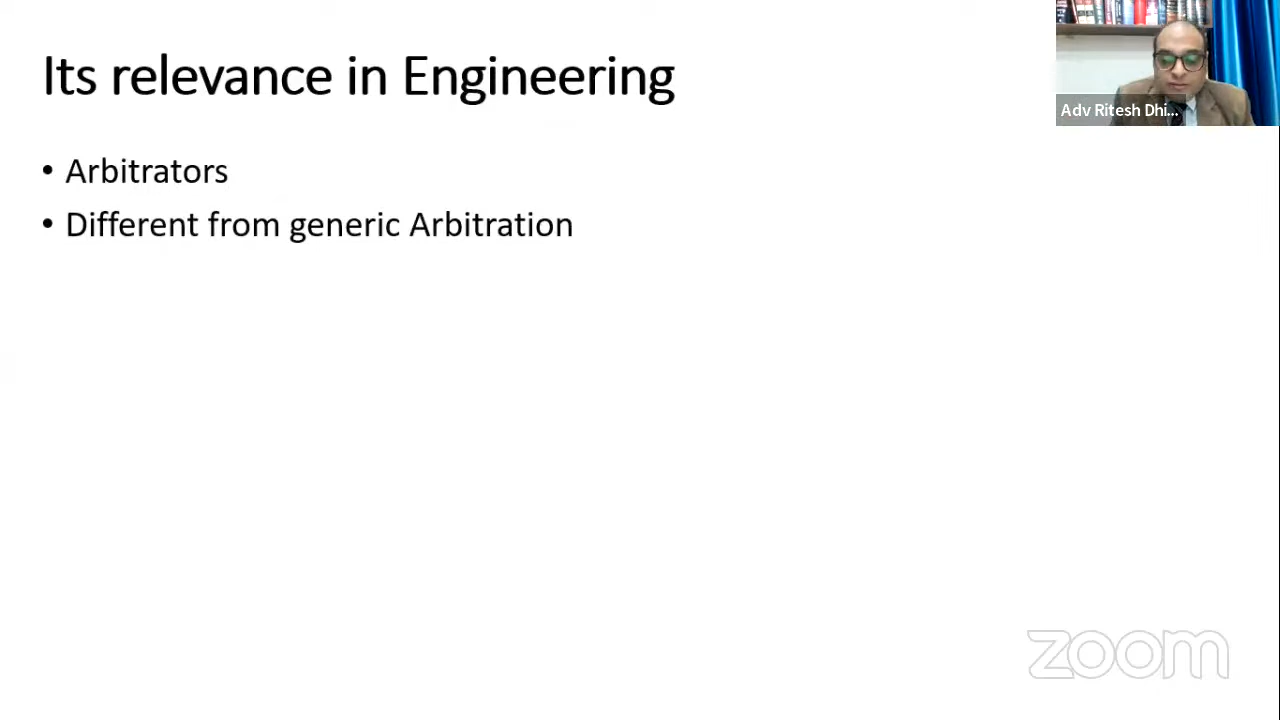 Its relevance in Engineering
Adv Ritesh Dhi...
• Arbitrators
• Different from generic Arbitration
zoom